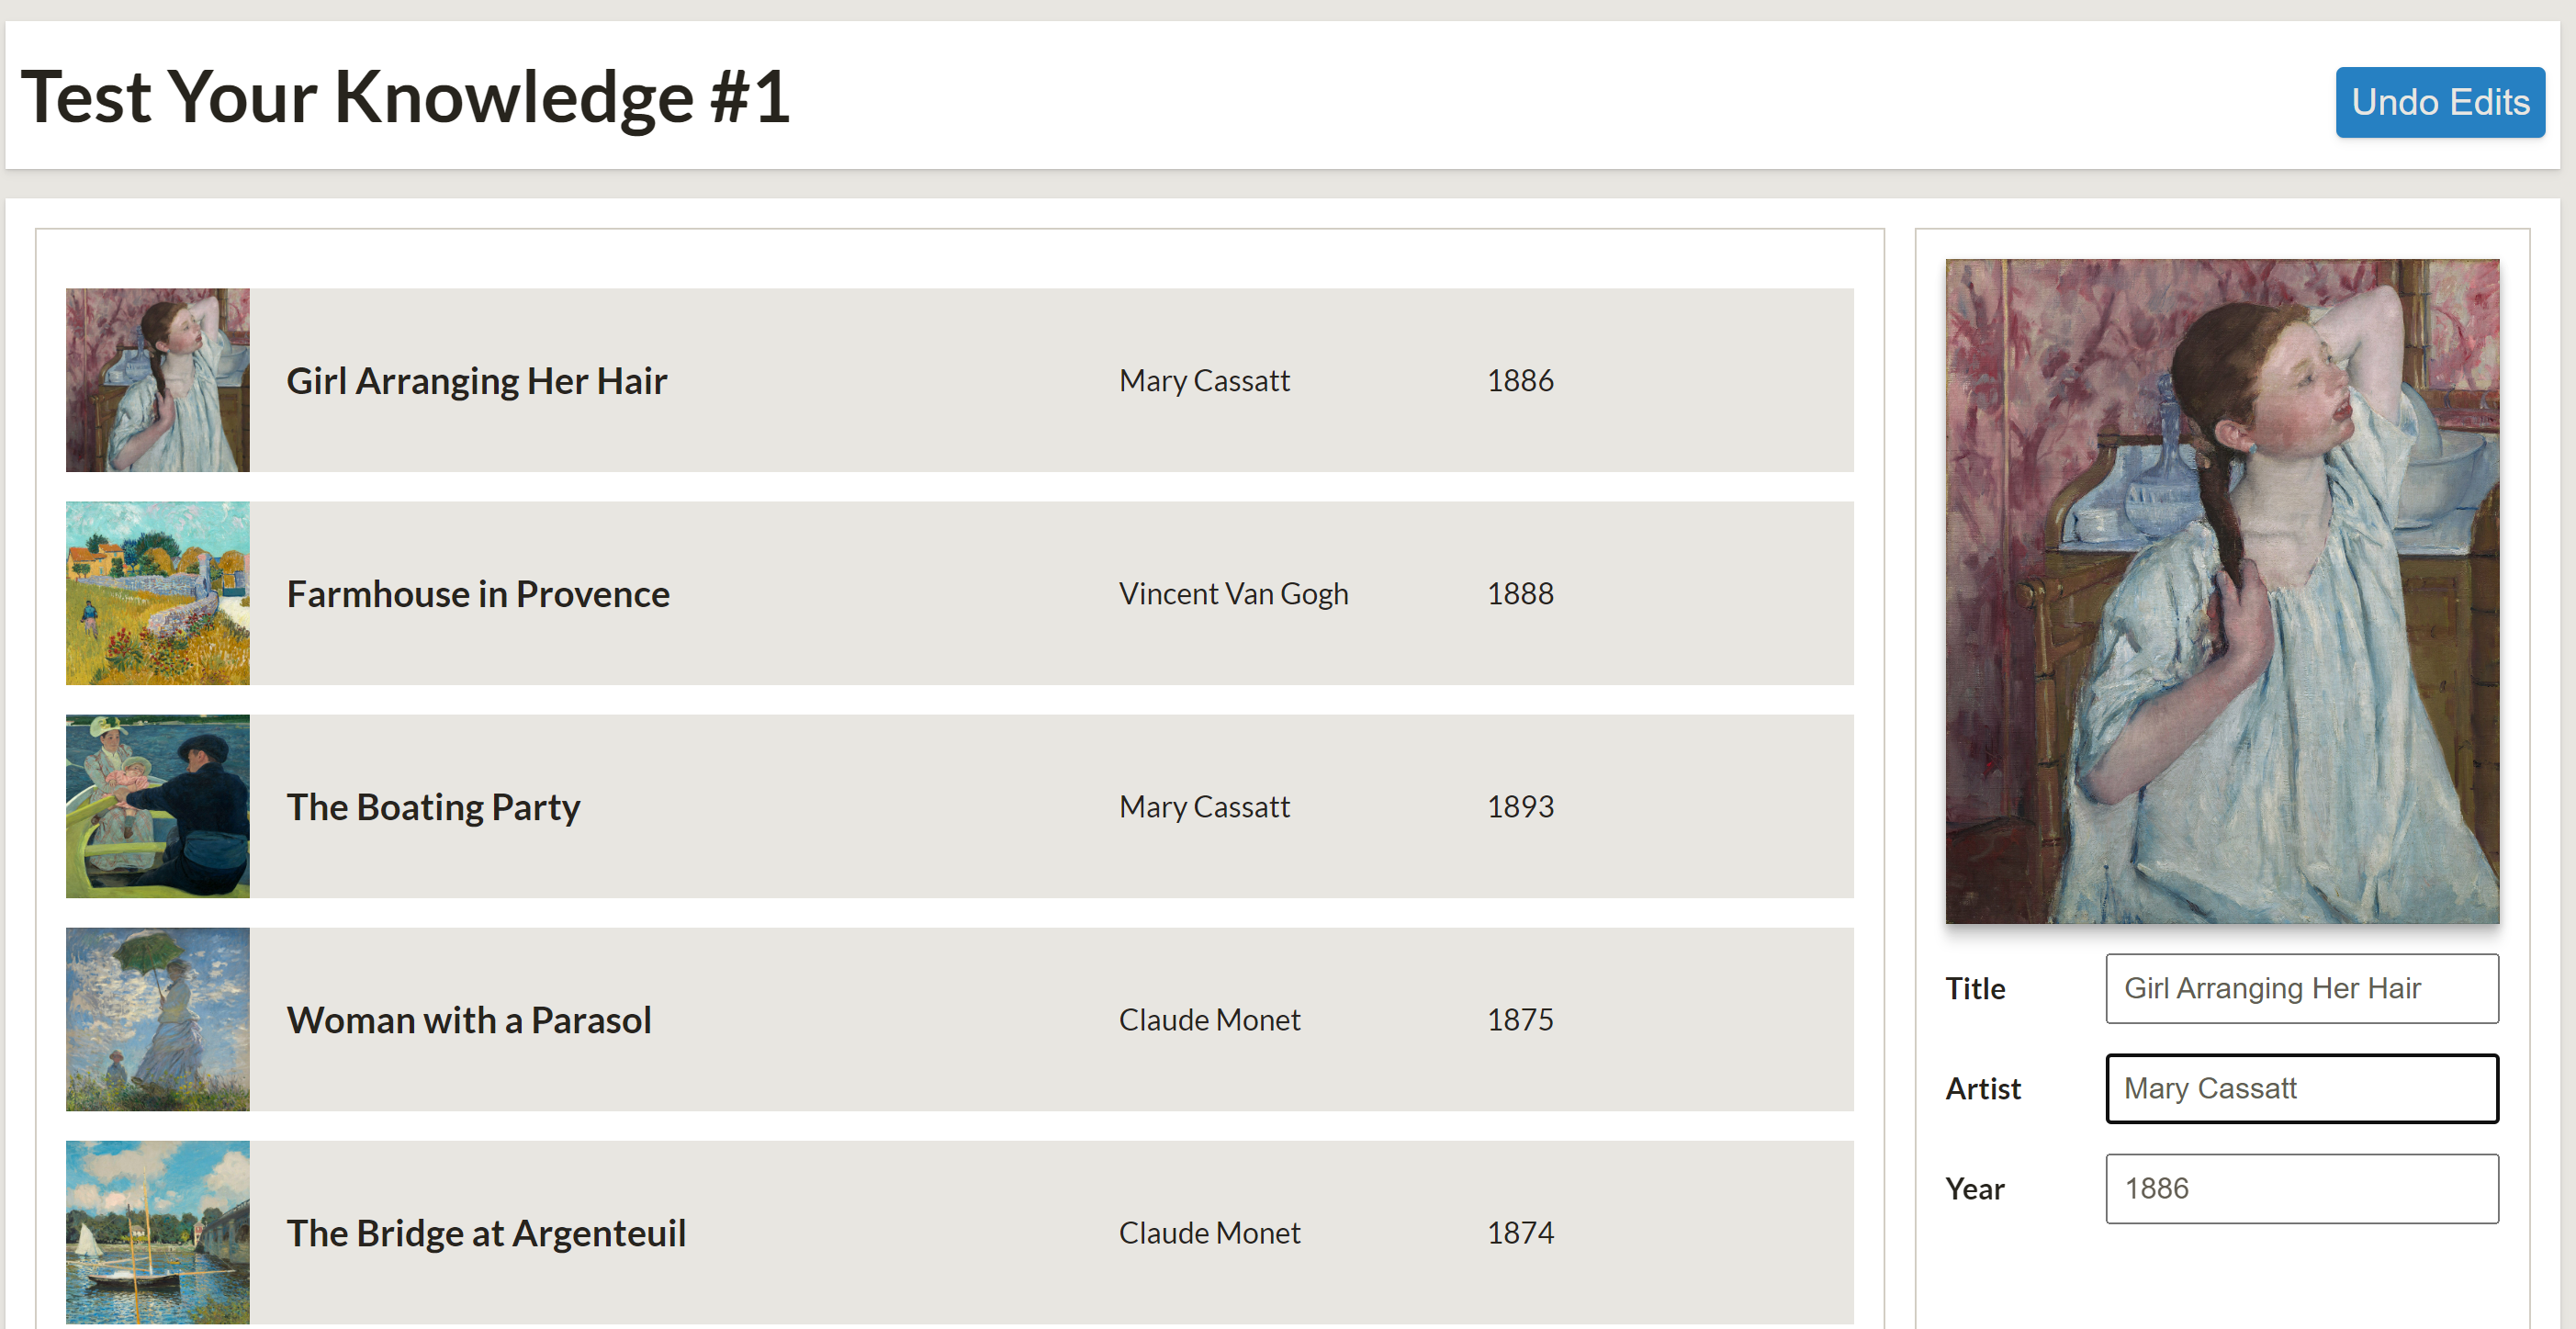 Test Your Knowledge #1
Undo Edits
Girl Arranging Her Hair
Mary Cassatt
1886
Farmhouse in Provence
Vincent Van Gogh
1888
The Boating Party
Mary Cassatt
1893
Woman with a Parasol
Claude Monet
1875
The Bridge at Argenteuil
Claude Monet
1874
Title
Girl Arranging Her Hair
Artist
Mary Cassatt
Year
1886